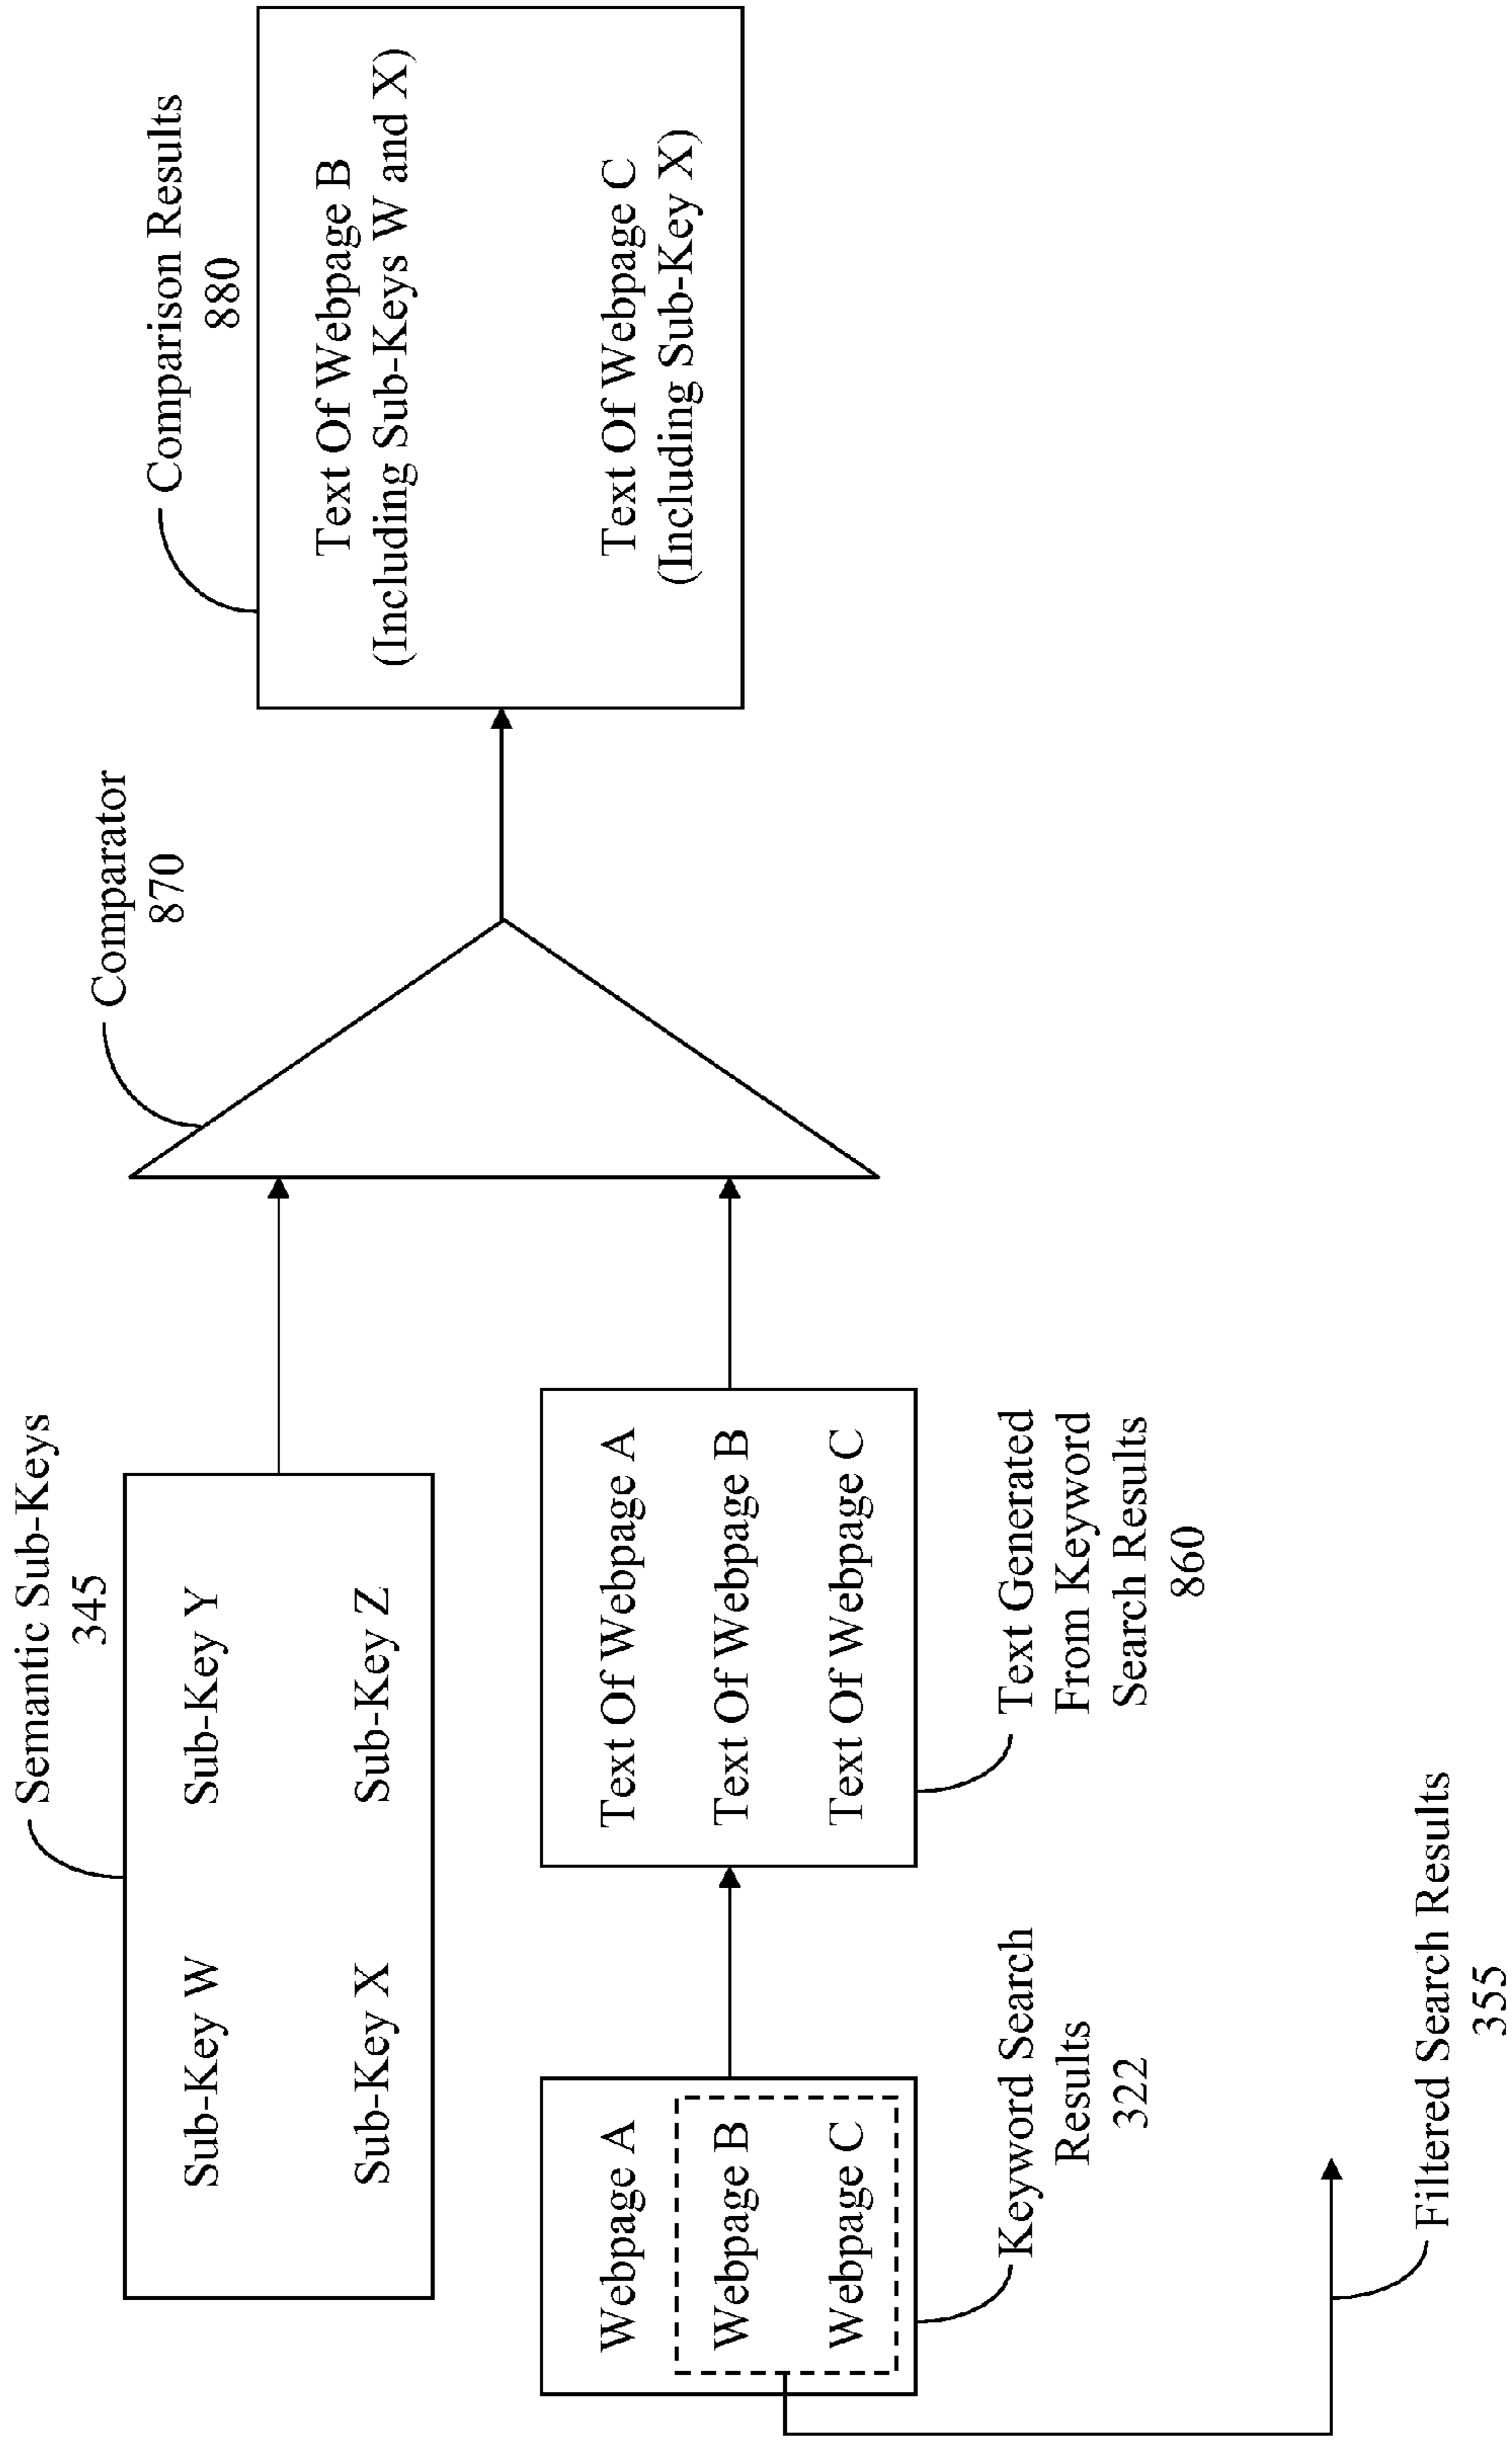 Semantic Sub-Keys
345
Sub-Key W
Sub-Key Y
Sub-Key X
Sub-Key Z
Comparator
870
Comparison Results
880
Text Of Webpage B
(Including Sub-Keys W and X)
Text Of Webpage C
(Including Sub-Key X)
Webpage A
Webpage B
Webpage C
Keyword Search
Results
322
Text Of Webpage A
Text Of Webpage B
Text Of Webpage C
Text Generated
From Keyword
Search Results
860
Filtered Search Results
355